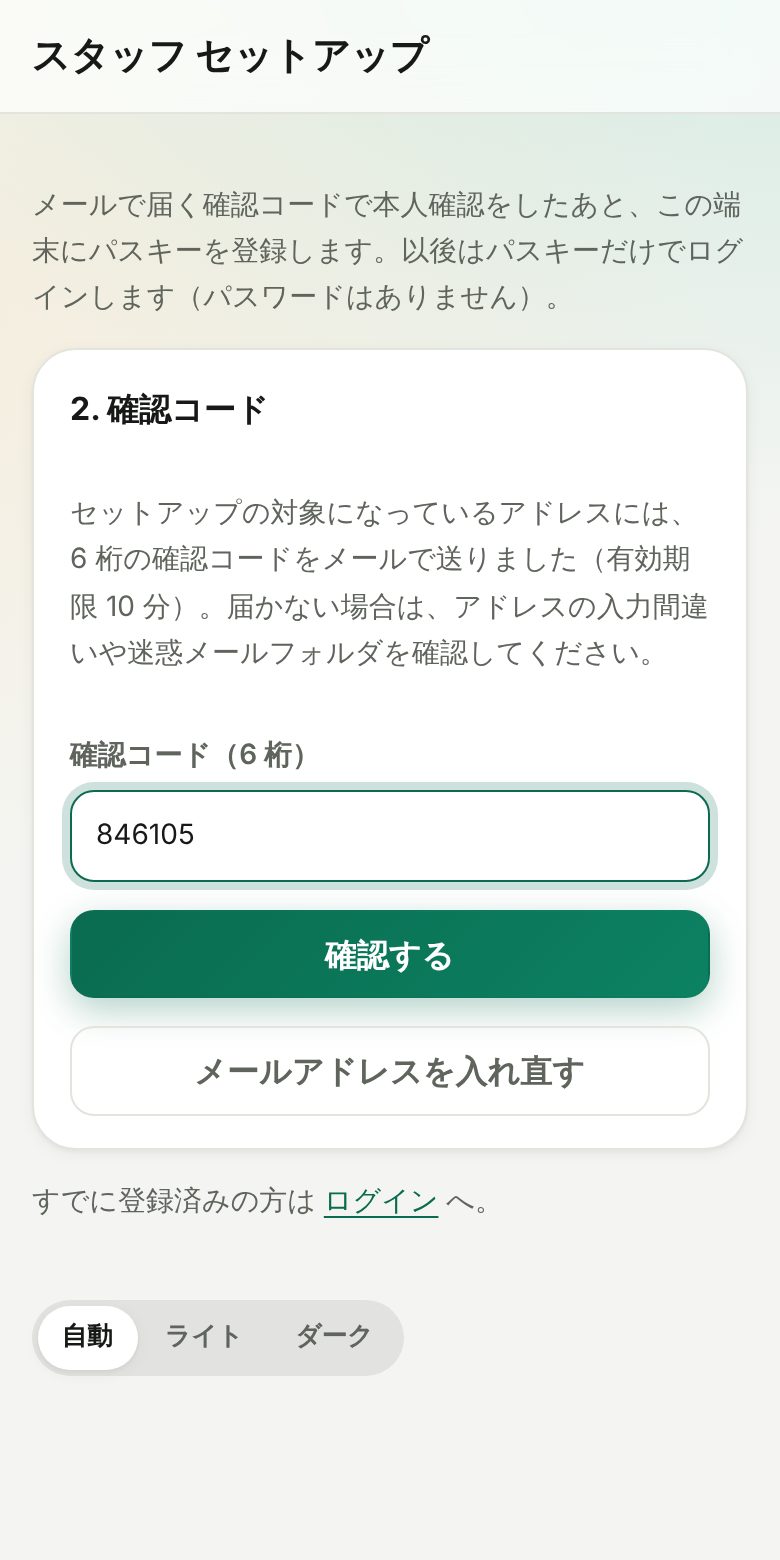 スタッフ セットアップ
メールで届く確認コードで本人確認をしたあと、この端
末にパスキーを登録します。以後はパスキーだけでログ
インします（パスワードはありません）。
2. 確認コード
セットアップの対象になっているアドレスには、
6 桁の確認コードをメールで送りました（有効期
限 10 分）。届かない場合は、アドレスの入力間違
いや迷惑メールフォルダを確認してください。
確認コード（6 桁）
846105
確認する
メールアドレスを入れ直す
すでに登録済みの方は ログイン へ。
自動 ライト ダーク